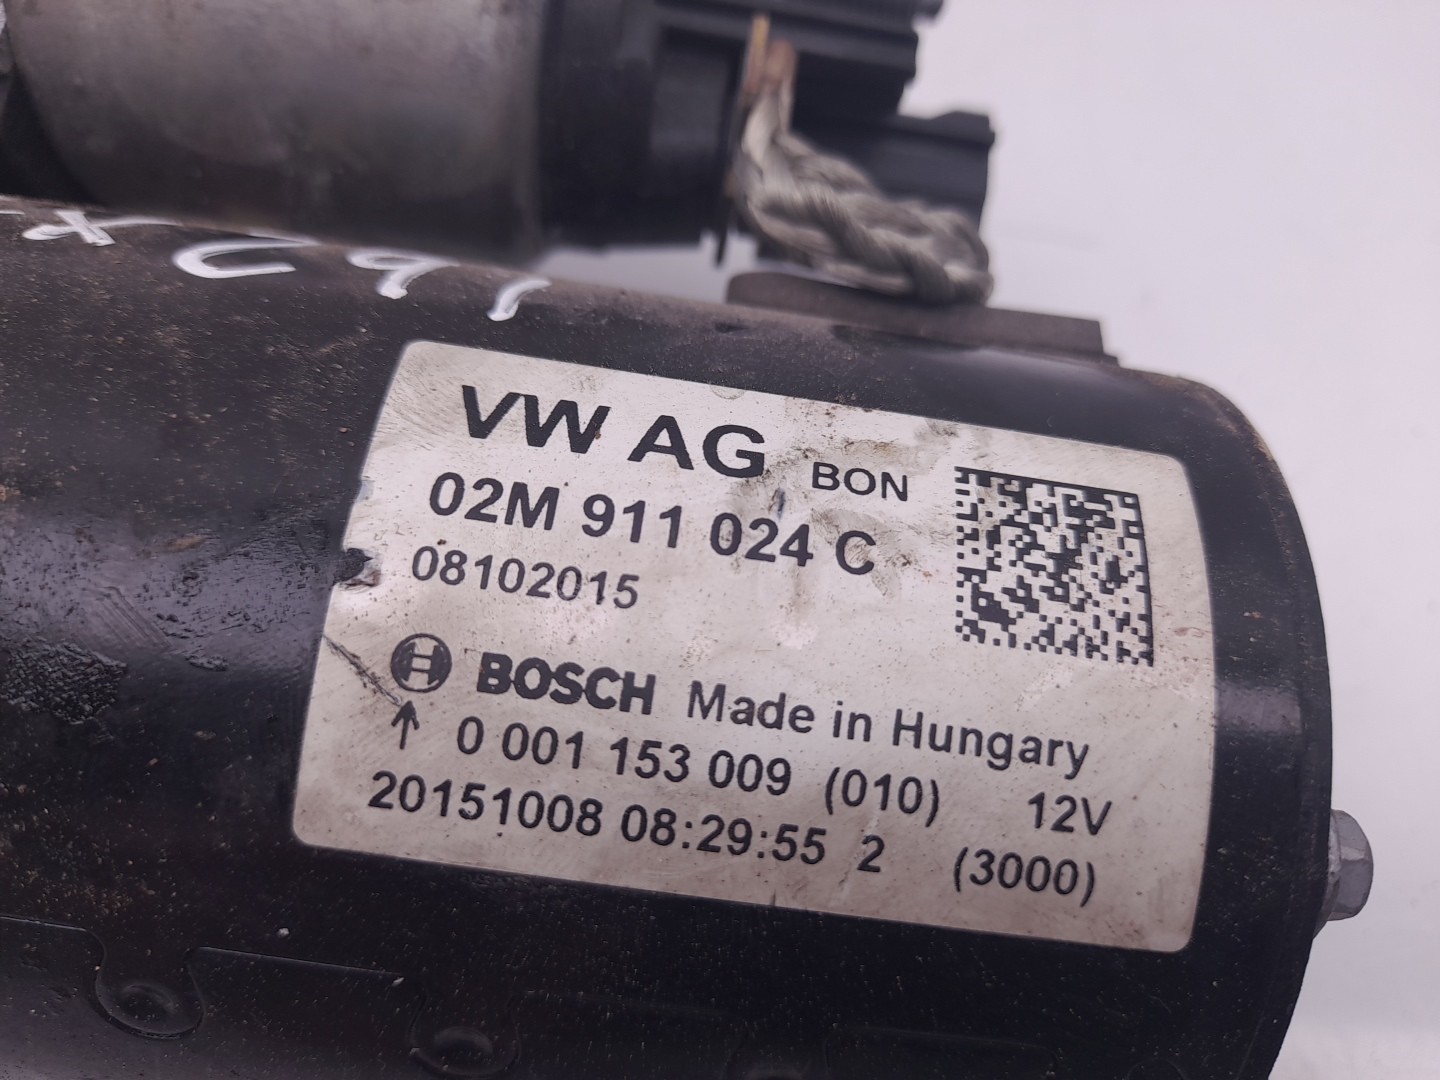 VW AG BON
02M 911 024 C
08102015
BOSCH Made in Hungary
↑ 0 001 153 009 (010) 12V
20151008 08:29:55 2 (3000)